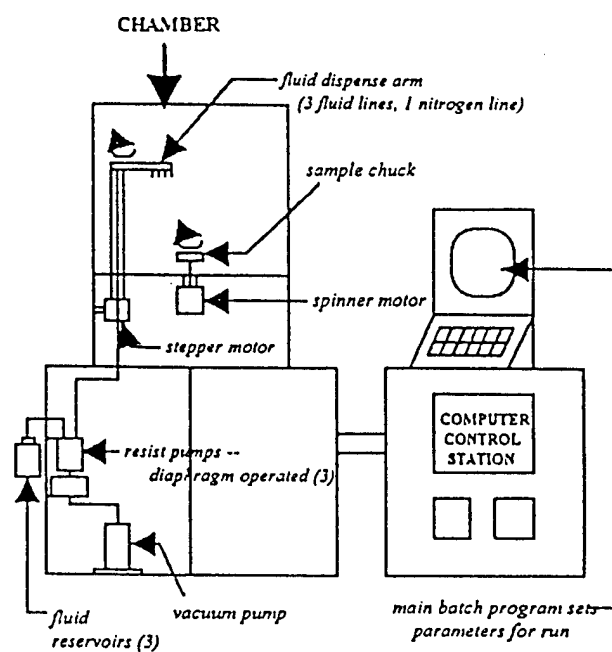 CHAMBER
fluid dispense arm
(3 fluid lines, 1 nitrogen line)
sample chuck
spinner motor
stepper motor
COMPUTER
CONTROL
STATION
resist pumps --
diaphragm operated (3)
vacuum pump
fluid
reservoirs (3)
main batch program sets
parameters for run